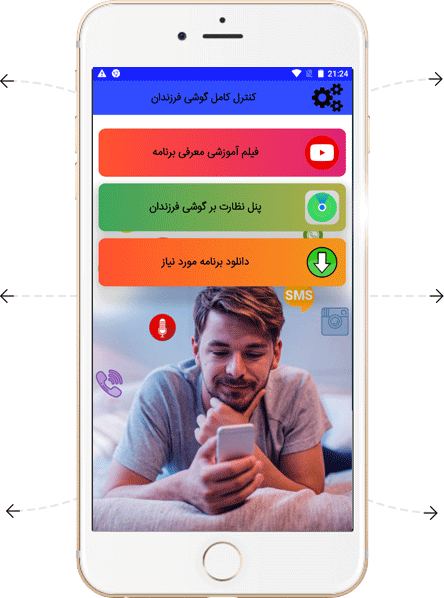 21:24
کنترل کامل گوشی فرزندان
فیلم آموزشی معرفی برنامه
پنل نظارت بر گوشی فرزندان
دانلود برنامه مورد نیاز
SMS